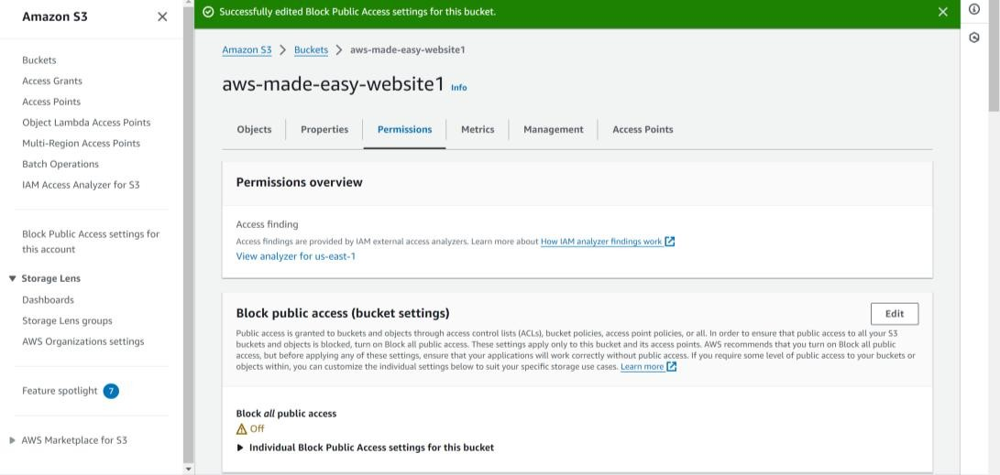 Amazon S3
Successfully edited Block Public Access settings for this bucket.
Buckets
Access Grants
Access Points
Object Lambda Access Points
Multi-Region Access Points
Batch Operations
IAM Access Analyzer for S3
Block Public Access settings for
this account
Storage Lens
Dashboards
Storage Lens groups
AWS Organizations settings
Feature spotlight 7
AWS Marketplace for S3
Amazon S3 > Buckets > aws-made-easy-website1
aws-made-easy-website1 Info
Objects Properties Permissions Metrics Management Access Points
Permissions overview
Access finding
Access findings are provided by IAM external access analyzers. Learn more about How IAM analyzer findings work
View analyzer for us-east-1
Block public access (bucket settings)
Edit
Public access is granted to buckets and objects through access control lists (ACLs), bucket policies, access point policies, or all. In order to ensure that public access to all your S3
buckets and objects is blocked, turn on Block all public access. These settings apply only to this bucket and its access points. AWS recommends that you turn on Block all public
access, but before applying any of these settings, ensure that your applications will work correctly without public access. If you require some level of public access to your buckets or
objects within, you can customize the individual settings below to suit your specific storage use cases. Learn more
Block all public access
Off
Individual Block Public Access settings for this bucket